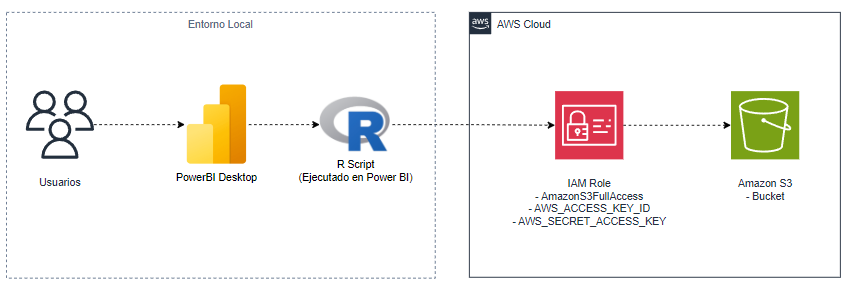 Entorno Local
aws
AWS Cloud
R
Usuarios
PowerBI Desktop
R Script
(Ejecutado en Power BI)
IAM Role
- AmazonS3FullAccess
- AWS_ACCESS_KEY_ID
- AWS_SECRET_ACCESS_KEY
Amazon S3
- Bucket